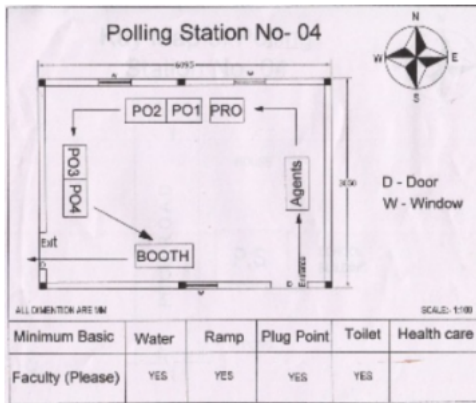 Polling Station No- 04
N
W E
S
W
PO2 PO1 PRO
PO3
PO4
Agents
D - Door
W - Window
Exit
D
BOOTH
Entrance
D
W
ALL DIMENTION ARE MM
SCALE:- 1:100
Minimum Basic Water Ramp Plug Point Toilet Health care
Faculty (Please) YES YES YES YES